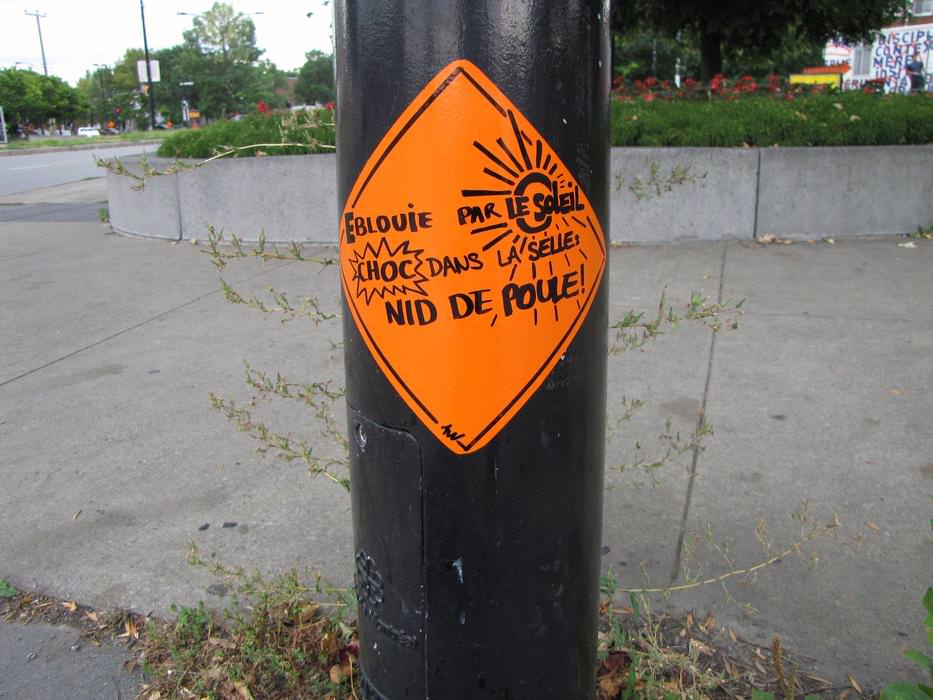 EBLOUIE PAR LE SOLEIL
CHOC DANS LA SELLE:
NID DE POULE!